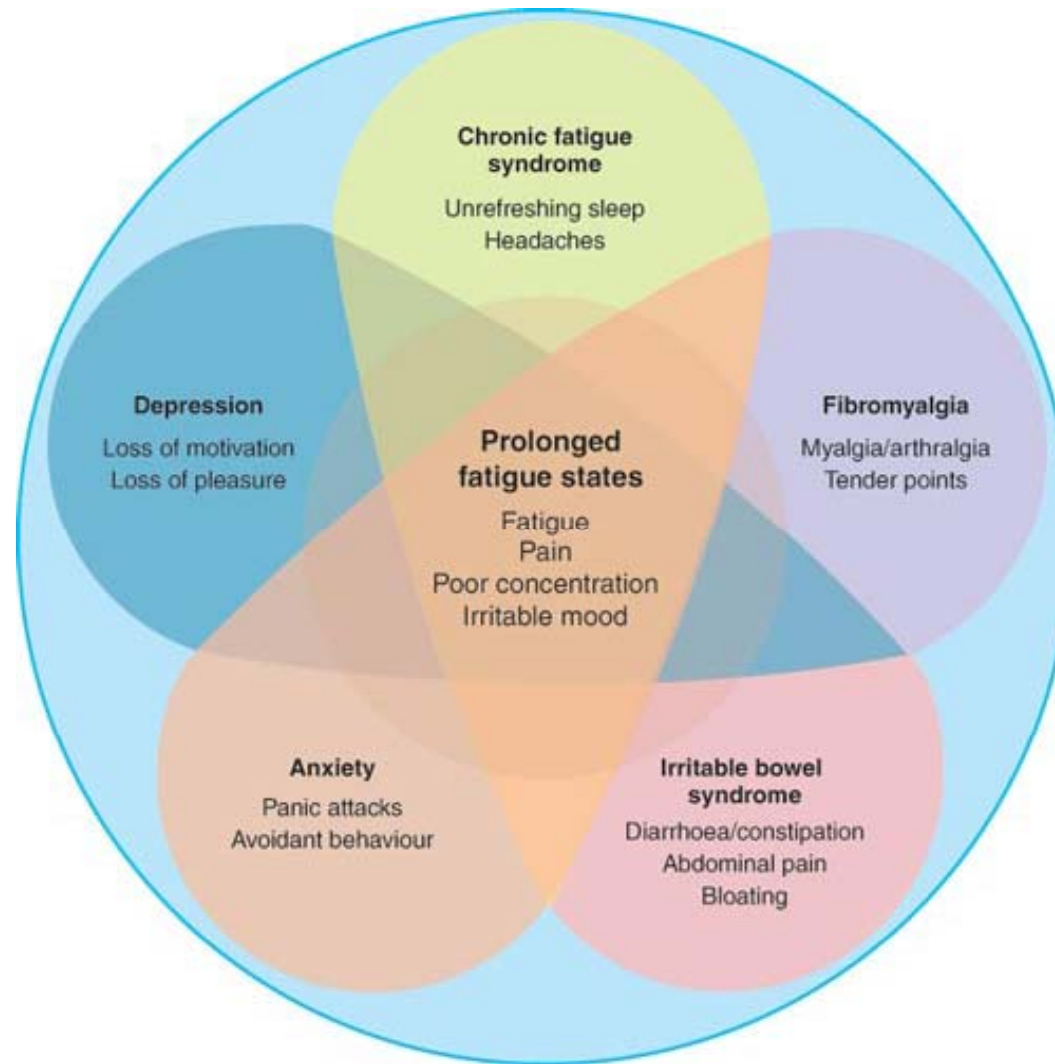 Chronic fatigue
syndrome
Unrefreshing sleep
Headaches
Depression
Loss of motivation
Loss of pleasure
Prolonged
fatigue states
Fatigue
Pain
Poor concentration
Irritable mood
Fibromyalgia
Myalgia/arthralgia
Tender points
Anxiety
Panic attacks
Avoidant behaviour
Irritable bowel
syndrome
Diarrhoea/constipation
Abdominal pain
Bloating